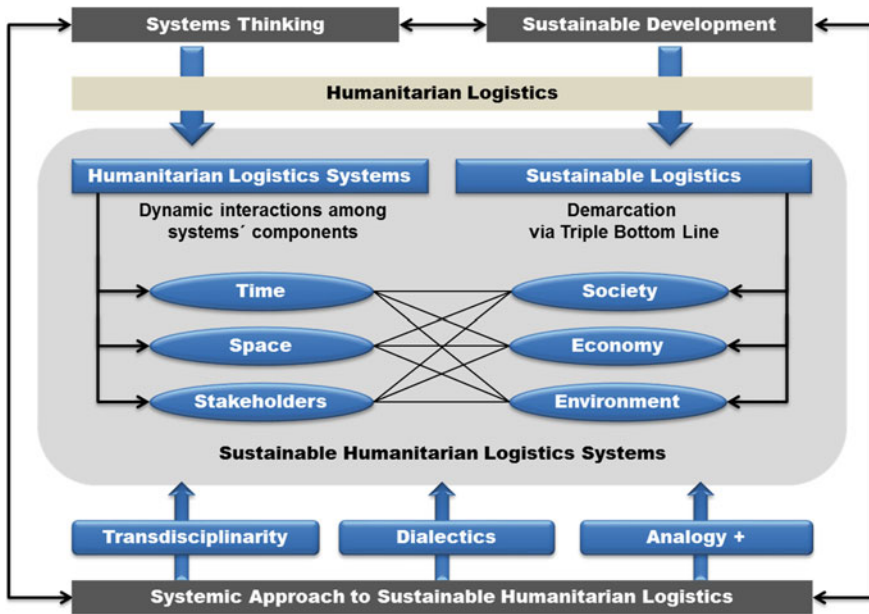 Systems Thinking
Sustainable Development
Humanitarian Logistics
Humanitarian Logistics Systems
Sustainable Logistics
Dynamic interactions among
systems´ components
Demarcation
via Triple Bottom Line
Time
Society
Space
Economy
Stakeholders
Environment
Sustainable Humanitarian Logistics Systems
Transdisciplinarity
Dialectics
Analogy +
Systemic Approach to Sustainable Humanitarian Logistics